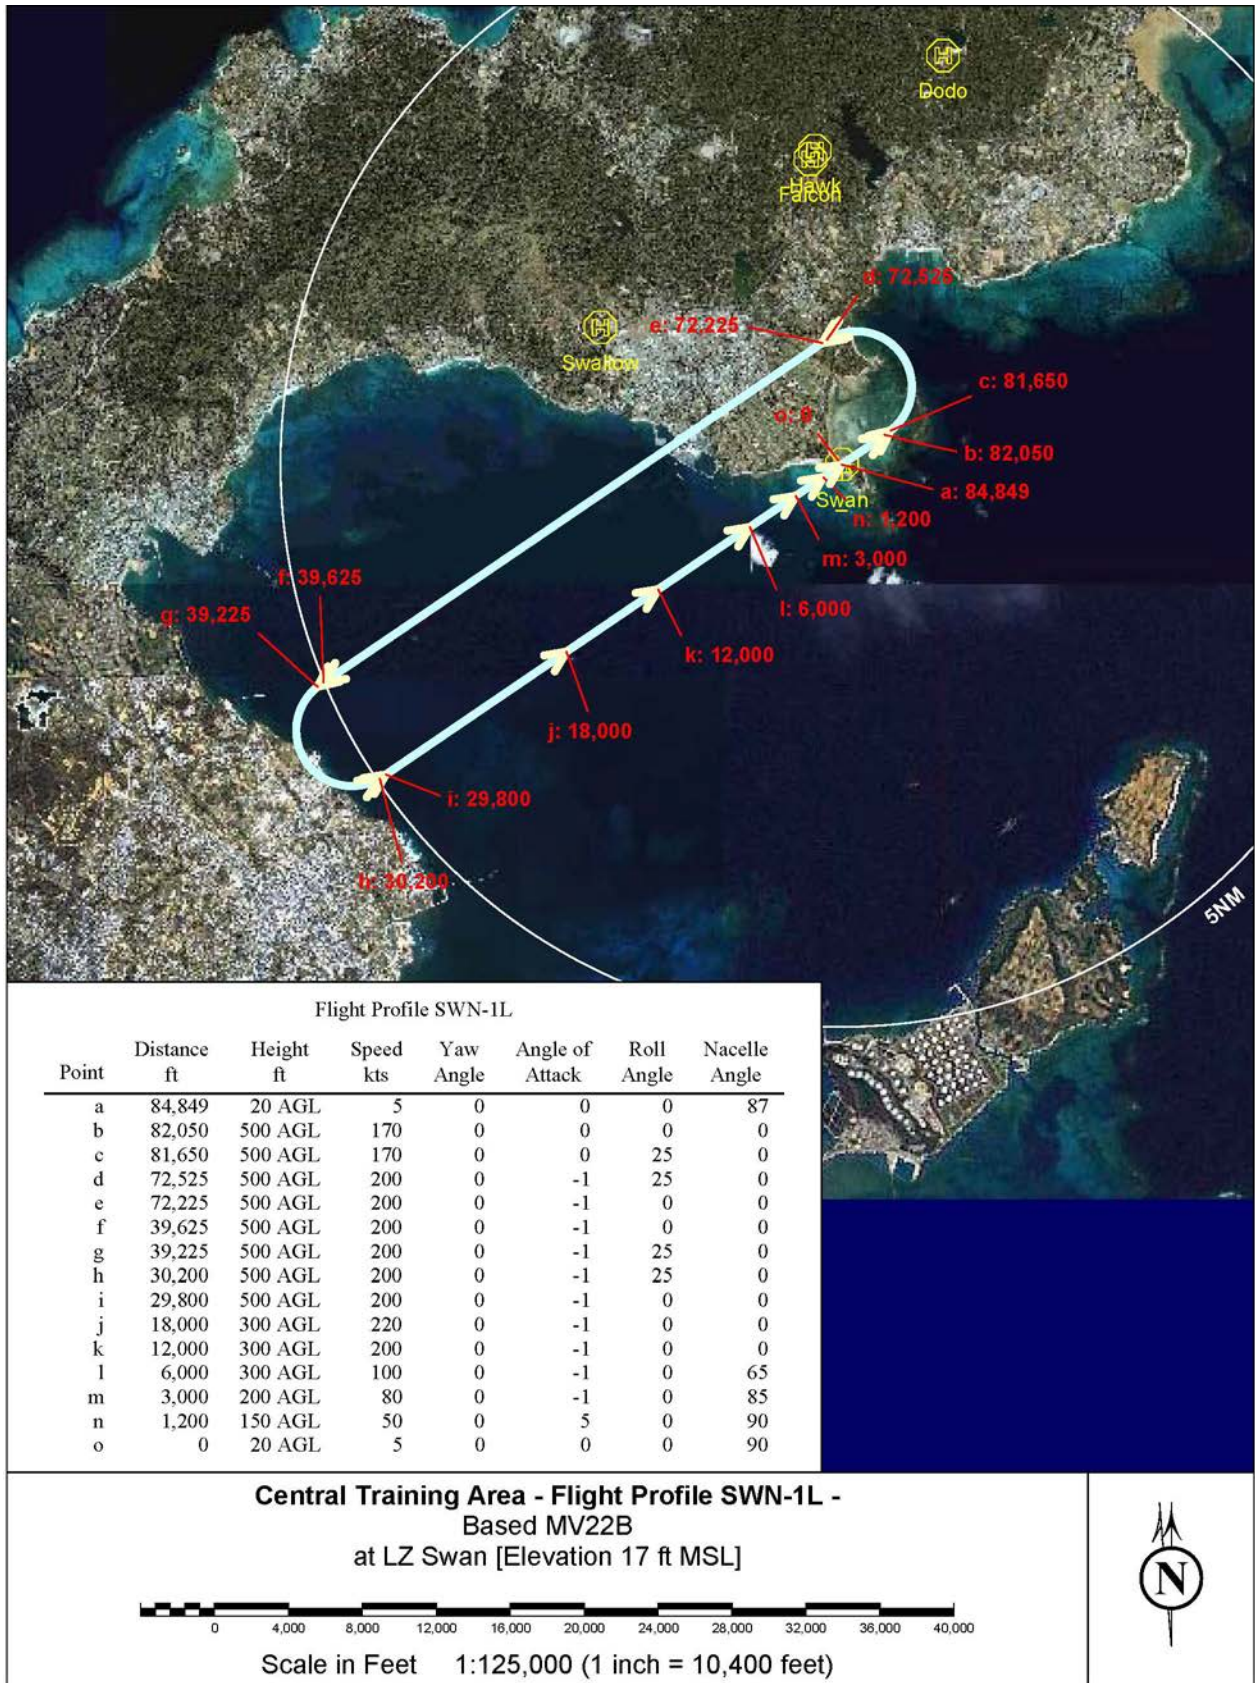 Dodo
Hawk
Falcon
d: 72,525
e: 72,225
Swallow
c: 81,650
o: 0
b: 82,050
a: 84,849
Swan
n: 1,200
m: 3,000
f: 39,625
l: 6,000
g: 39,225
k: 12,000
j: 18,000
i: 29,800
h: 30,200
5NM
Flight Profile SWN-1L
Point Distance ft Height ft Speed kts Yaw Angle Angle of Attack Roll Angle Nacelle Angle
a 84,849 20 AGL 5 0 0 0 87
b 82,050 500 AGL 170 0 0 0 0
c 81,650 500 AGL 170 0 0 25 0
d 72,525 500 AGL 200 0 -1 25 0
e 72,225 500 AGL 200 0 -1 0 0
f 39,625 500 AGL 200 0 -1 0 0
g 39,225 500 AGL 200 0 -1 25 0
h 30,200 500 AGL 200 0 -1 25 0
i 29,800 500 AGL 200 0 -1 0 0
j 18,000 300 AGL 220 0 -1 0 0
k 12,000 300 AGL 200 0 -1 0 0
l 6,000 300 AGL 100 0 -1 0 65
m 3,000 200 AGL 80 0 -1 0 85
n 1,200 150 AGL 50 0 5 0 90
o 0 20 AGL 5 0 0 0 90
Central Training Area - Flight Profile SWN-1L -
Based MV22B
at LZ Swan [Elevation 17 ft MSL]
0 4,000 8,000 12,000 16,000 20,000 24,000 28,000 32,000 36,000 40,000
Scale in Feet 1:125,000 (1 inch = 10,400 feet)
N